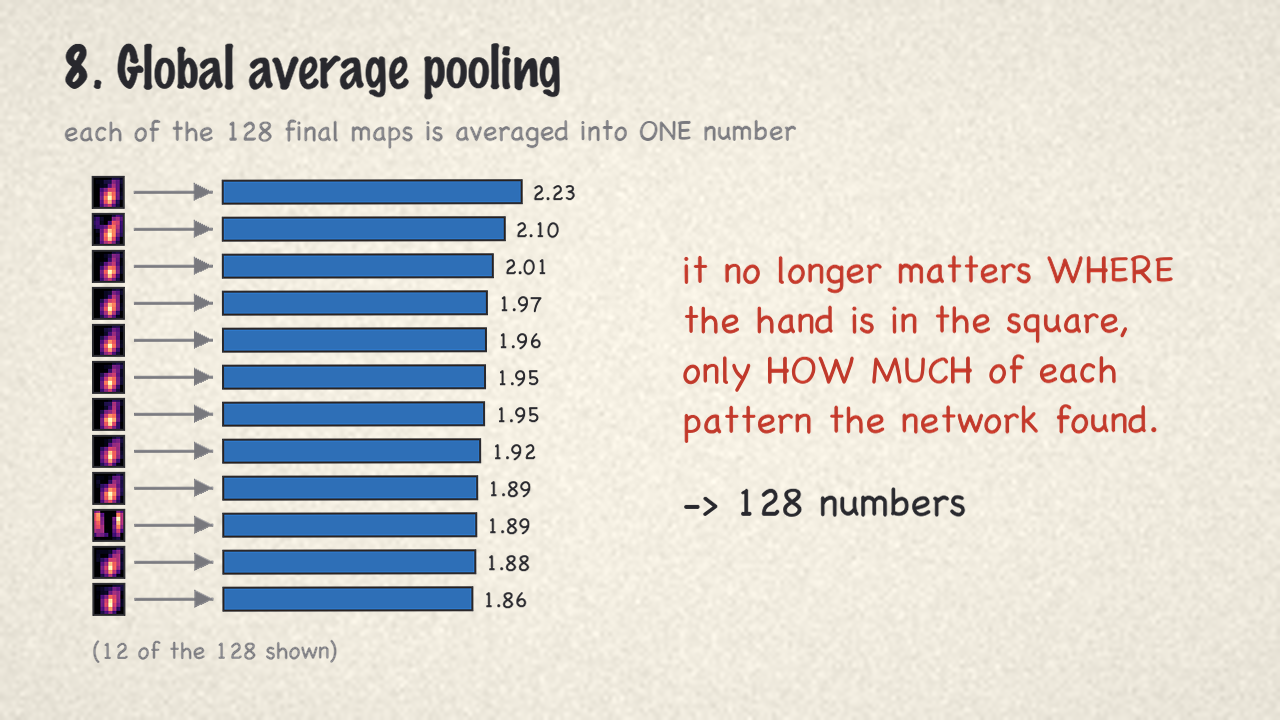 8. Global average pooling
each of the 128 final maps is averaged into ONE number
2.23
2.10
2.01
1.97
1.96
1.95
1.95
1.92
1.89
1.89
1.88
1.86
(12 of the 128 shown)
it no longer matters WHERE
the hand is in the square,
only HOW MUCH of each
pattern the network found.
-> 128 numbers